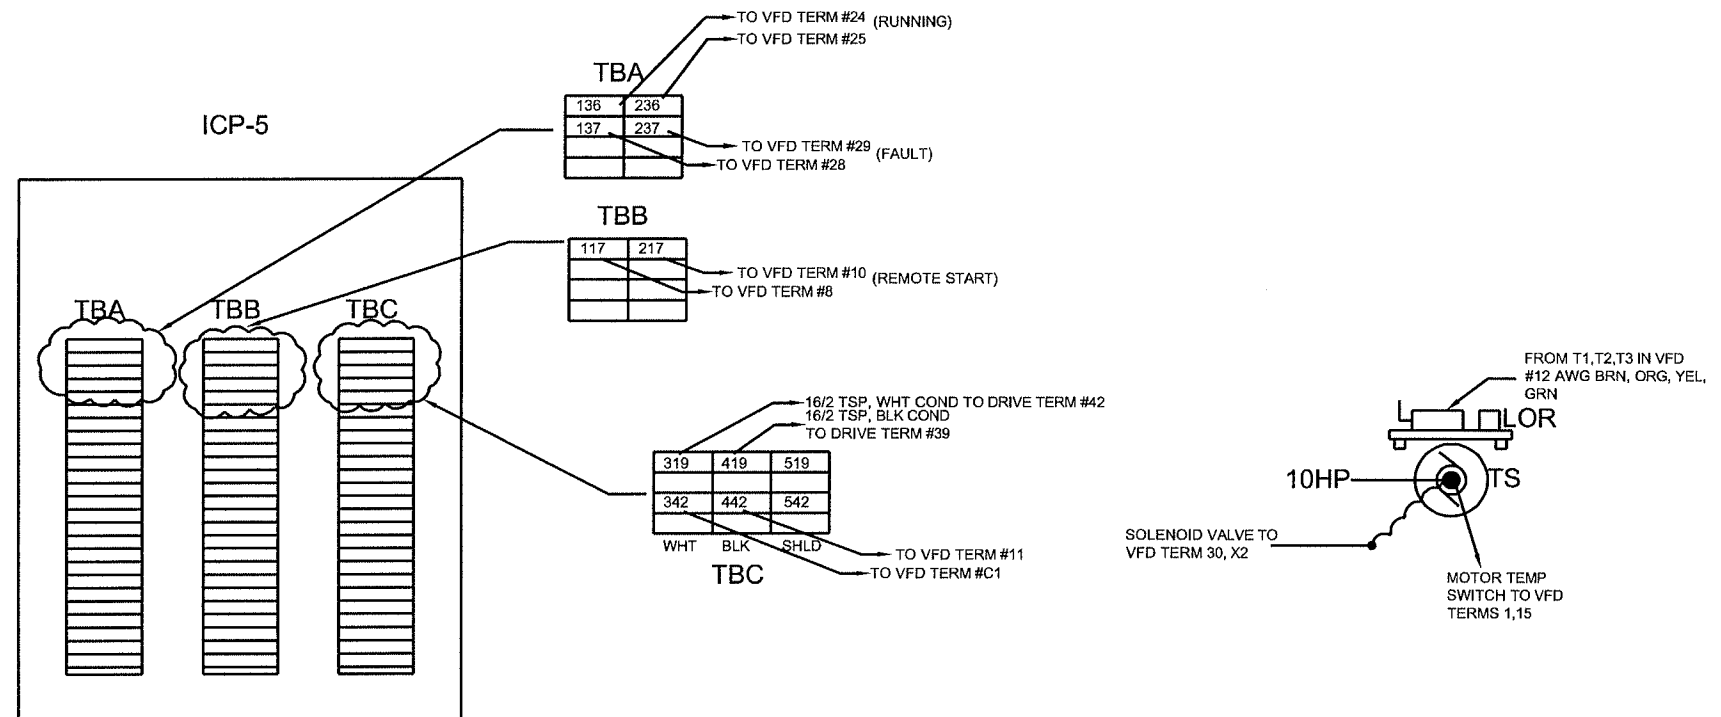 TO VFD TERM #24 (RUNNING)
TO VFD TERM #25
TBA
136 236
137 237
TO VFD TERM #29 (FAULT)
TO VFD TERM #28
ICP-5
TBB
117 217
TO VFD TERM #10 (REMOTE START)
TO VFD TERM #8
TBA TBB TBC
16/2 TSP, WHT COND TO DRIVE TERM #42
16/2 TSP, BLK COND
TO DRIVE TERM #39
319 419 519
342 442 542
WHT BLK SHLD
TO VFD TERM #11
TO VFD TERM #C1
TBC
FROM T1,T2,T3 IN VFD
#12 AWG BRN, ORG, YEL,
GRN
L LOR
10HP TS
SOLENOID VALVE TO
VFD TERM 30, X2
MOTOR TEMP
SWITCH TO VFD
TERMS 1,15